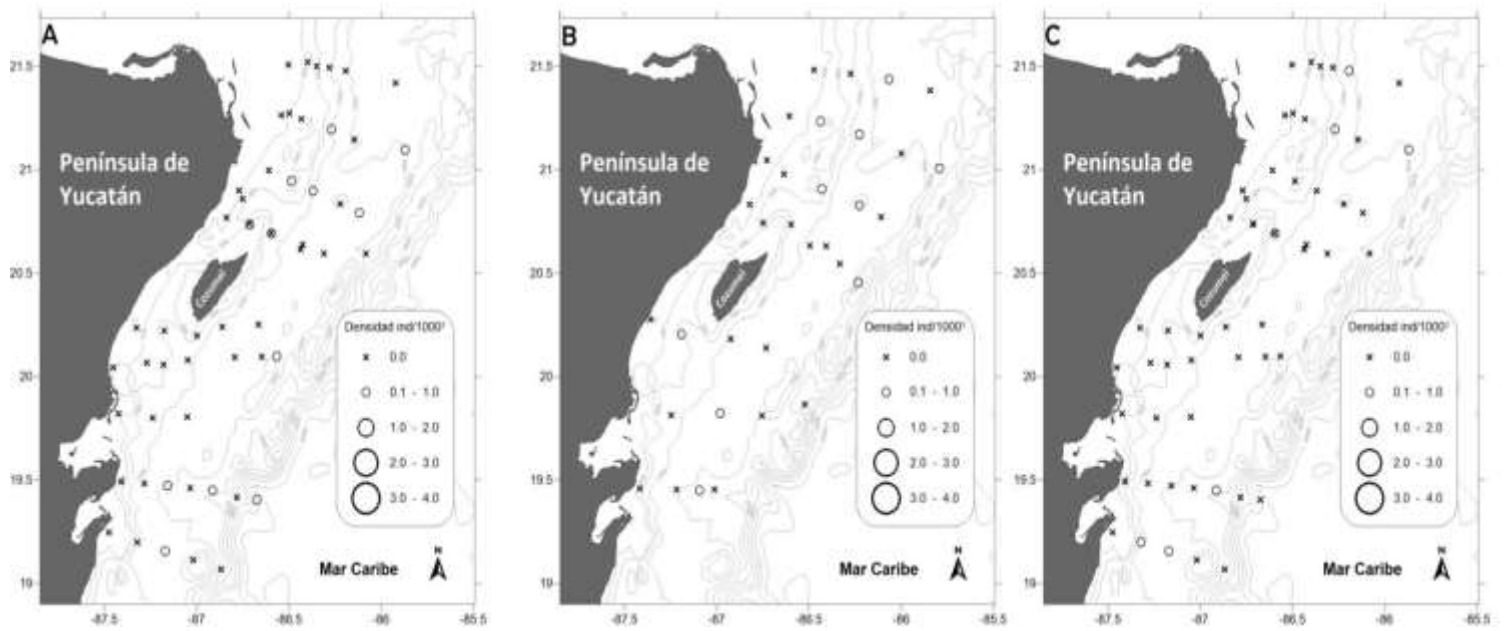 A
21.5
21
20.5
20
19.5
19
-87.5
-87
-86.5
-86
-85.5
Península de
Yucatán
Cozumel
Densidad ind/1000³
0.0
0.1 - 1.0
1.0 - 2.0
2.0 - 3.0
3.0 - 4.0
Mar Caribe
N
B
21.5
21
20.5
20
19.5
19
-87.5
-87
-86.5
-86
-85.5
Península de
Yucatán
Cozumel
Densidad ind/1000³
0.0
0.1 - 1.0
1.0 - 2.0
2.0 - 3.0
3.0 - 4.0
Mar Caribe
N
C
21.5
21
20.5
20
19.5
19
-87.5
-87
-86.5
-86
-85.5
Península de
Yucatán
Cozumel
Densidad ind/1000³
0.0
0.1 - 1.0
1.0 - 2.0
2.0 - 3.0
3.0 - 4.0
Mar Caribe
N